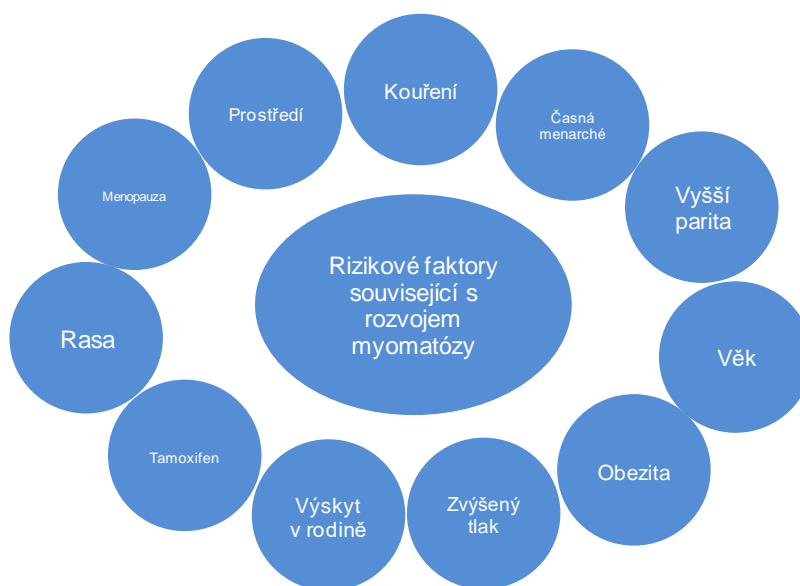 Kouření
Prostředí
Časná
menarché
Menopauza
Vyšší
parita
Rizikové faktory
související s
rozvojem
myomatózy
Rasa
Věk
Tamoxifen
Obezita
Výskyt
v rodině
Zvýšený
tlak